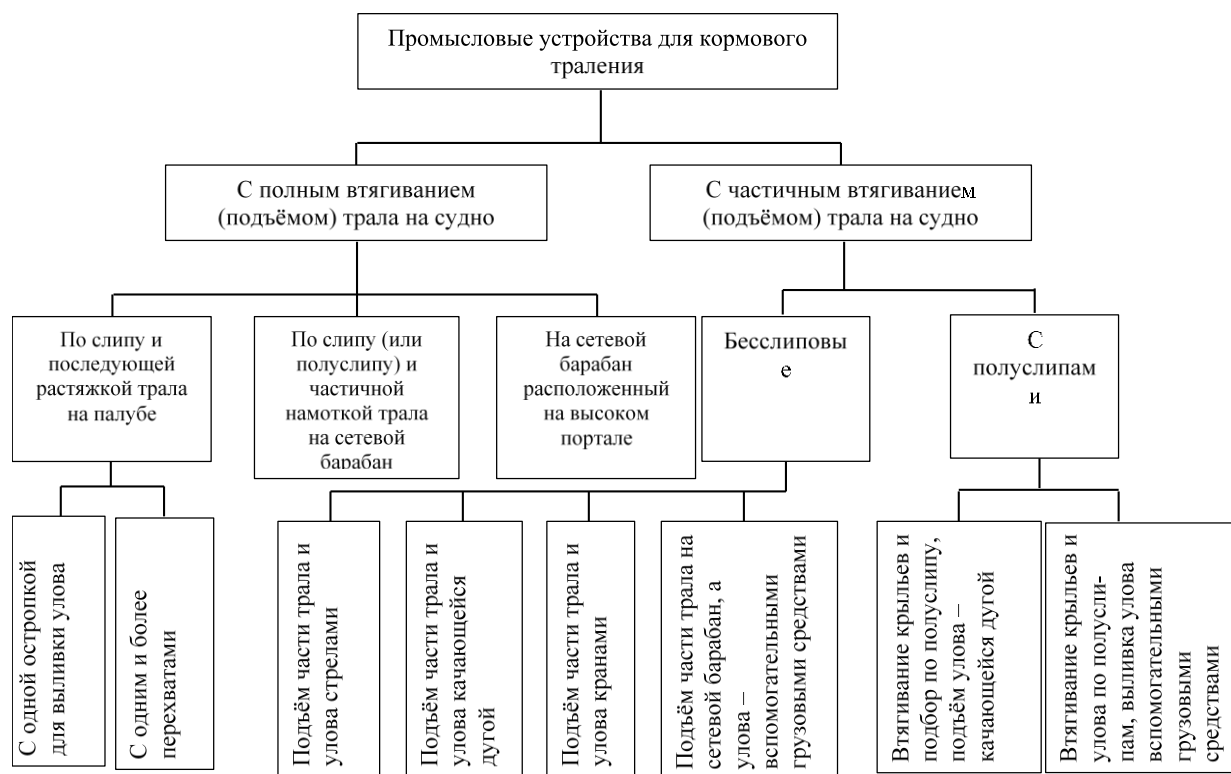 Промысловые устройства для кормового
траления
С полным втягиванием
(подъёмом) трала на судно
С частичным втягиванием
(подъёмом) трала на судно
По слипу и
последующей
растяжкой трала
на палубе
По слипу (или
полуслипу) и
частичной
намоткой трала
на сетевой
барабан
На сетевой
барабан
расположенный
на высоком
портале
Бесслиповы
е
С
полуслипам
и
С одной остропкой
для выливки улова
С одним и более
перехватами
Подъём части трала и
улова стрелами
Подъём части трала и
улова качающейся
дугой
Подъём части трала и
улова кранами
Подъём части трала на
сетевой барабан, а
улова –
вспомогательными
грузовыми средствами
Втягивание крыльев и
подбор по полуслипу,
подъём улова –
качающейся дугой
Втягивание крыльев и
улова по полусли-
пам, выливка улова
вспомогательными
грузовыми
средствами